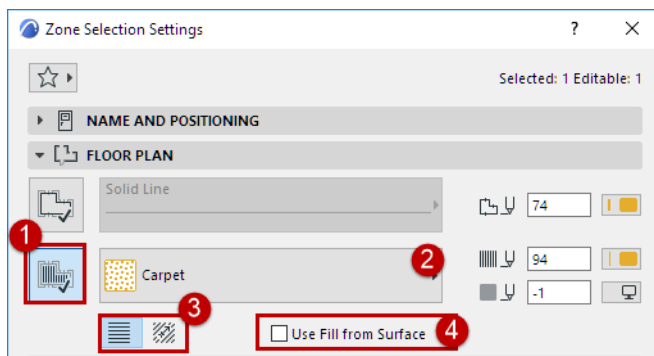 Zone Selection Settings ? ×
Selected: 1 Editable: 1
NAME AND POSITIONING
FLOOR PLAN
Solid Line
74
1
2
94
Carpet
-1
3
Use Fill from Surface 4